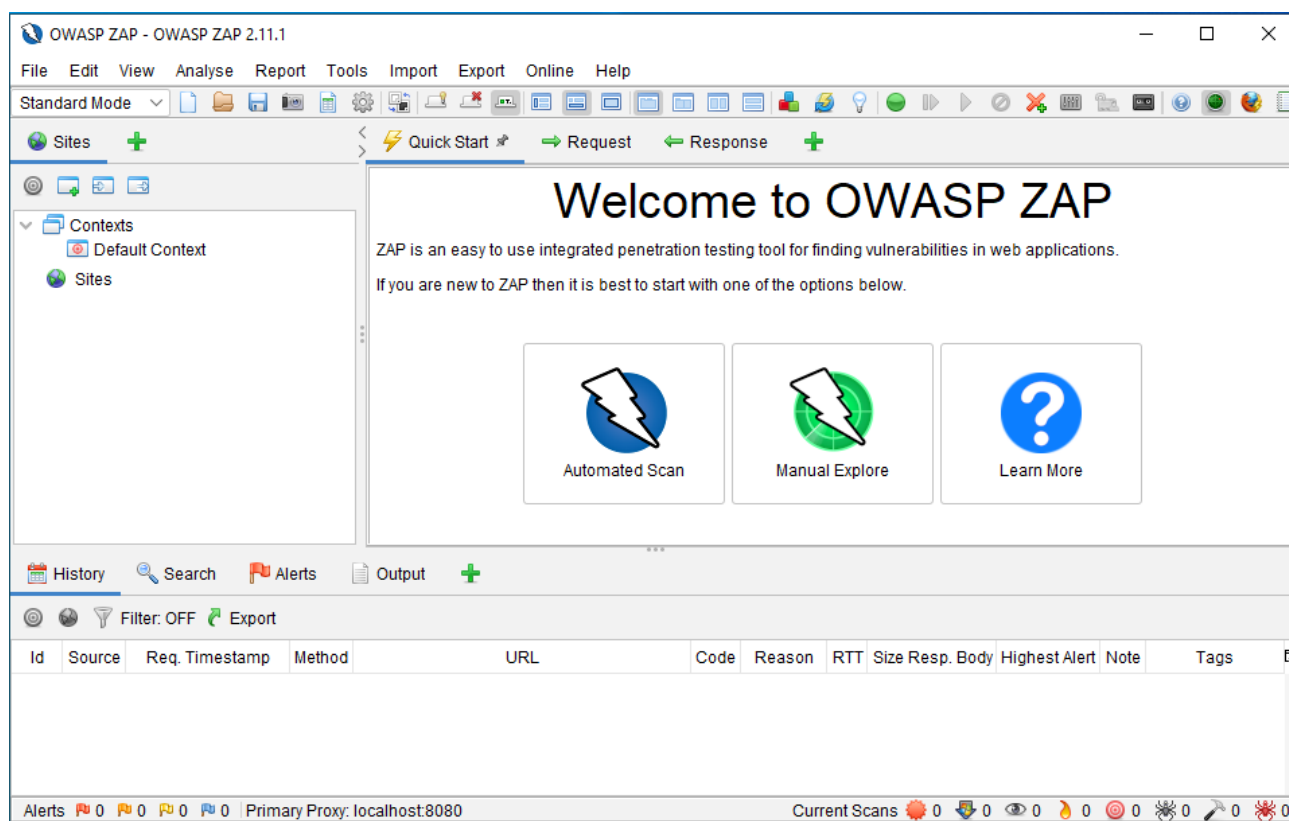 OWASP ZAP - OWASP ZAP 2.11.1
File Edit View Analyse Report Tools Import Export Online Help
Standard Mode
Sites
Quick Start Request Response
Welcome to OWASP ZAP
Contexts
Default Context
Sites
ZAP is an easy to use integrated penetration testing tool for finding vulnerabilities in web applications.
If you are new to ZAP then it is best to start with one of the options below.
Automated Scan Manual Explore Learn More
History Search Alerts Output
Filter: OFF Export
Id Source Req. Timestamp Method URL Code Reason RTT Size Resp. Body Highest Alert Note Tags
Alerts 0 0 0 0 Primary Proxy: localhost:8080 Current Scans 0 0 0 0 0 0 0 0